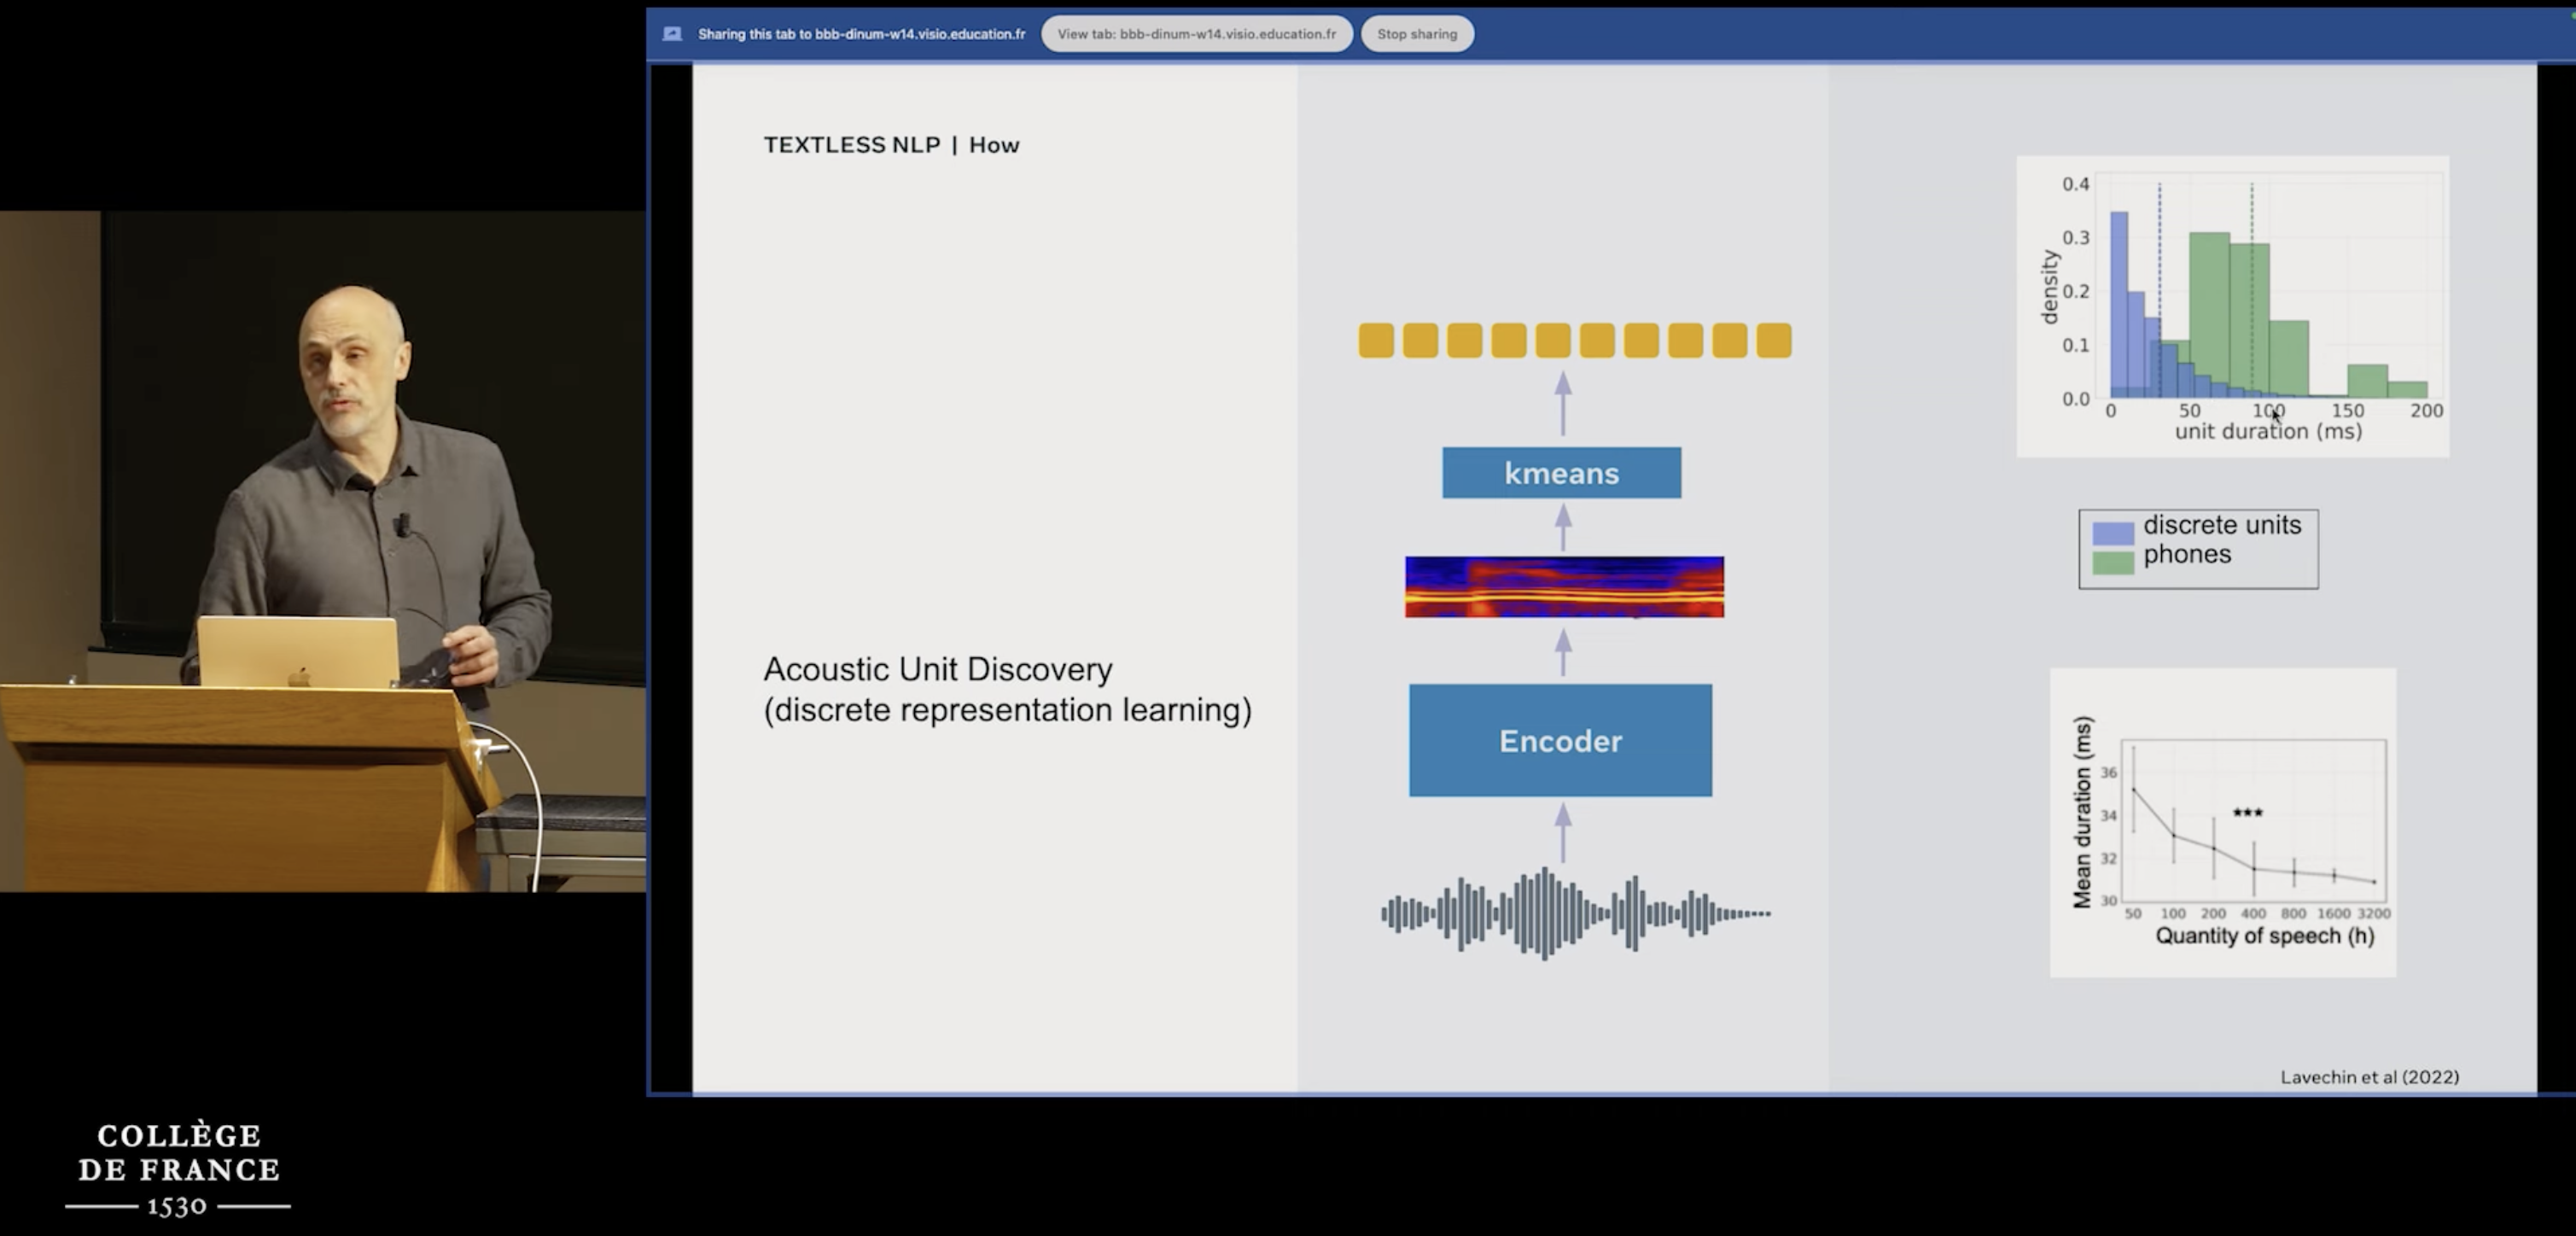 Sharing this tab to bbb-dinum-w14.visio.education.fr View tab: bbb-dinum-w14.visio.education.fr Stop sharing
TEXTLESS NLP | How
Acoustic Unit Discovery
(discrete representation learning)
kmeans
Encoder
density
0.4
0.3
0.2
0.1
0.0
0 50 100 150 200
unit duration (ms)
discrete units
phones
Mean duration (ms)
36
34
32
30
***
50 100 200 400 800 1600 3200
Quantity of speech (h)
Lavechin et al (2022)
COLLÈGE
DE FRANCE
1530